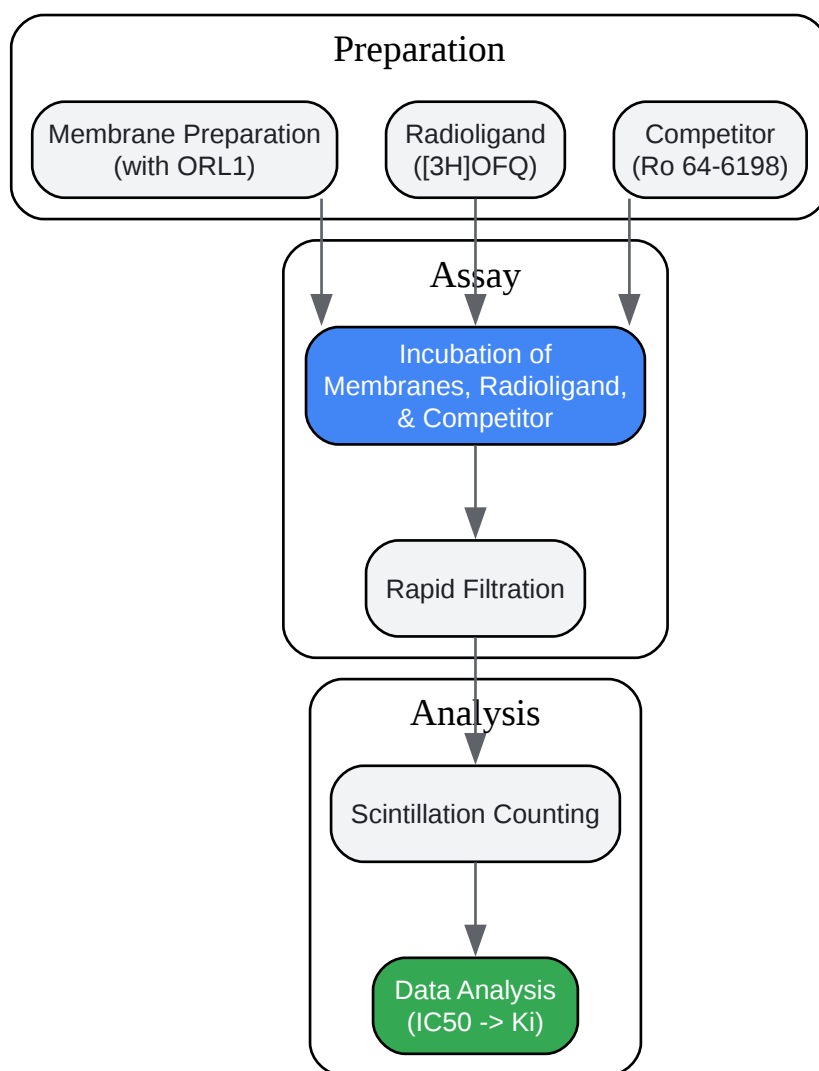 Preparation
Membrane Preparation
(with ORL1)
Radioligand
([3H]OFQ)
Competitor
(Ro 64-6198)
Assay
Incubation of
Membranes, Radioligand,
& Competitor
Rapid Filtration
Analysis
Scintillation Counting
Data Analysis
(IC50 -> Ki)